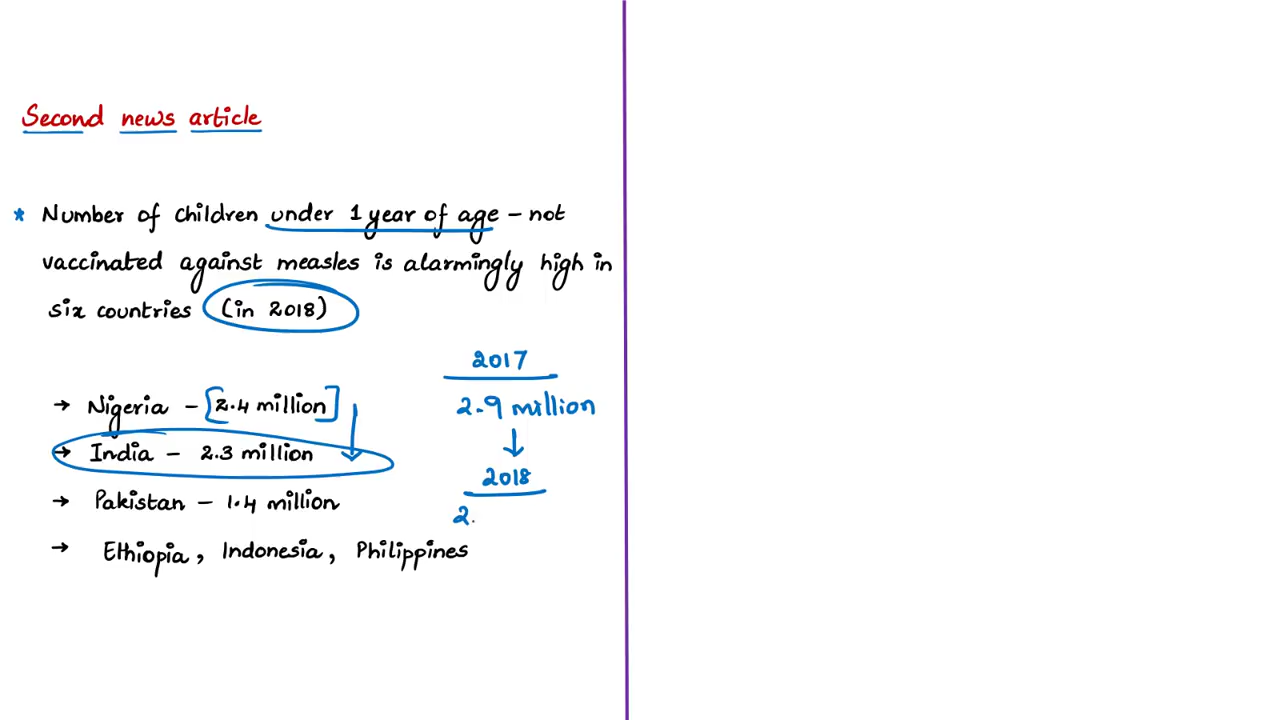 Second news article
* Number of children under 1 year of age - not
vaccinated against measles is alarmingly high in
six countries (in 2018)
→ Nigeria - [2.4 million]
→ India - 2.3 million
→ Pakistan - 1.4 million
→ Ethiopia, Indonesia, Philippines
2017
2.9 million
↓
2018
2.